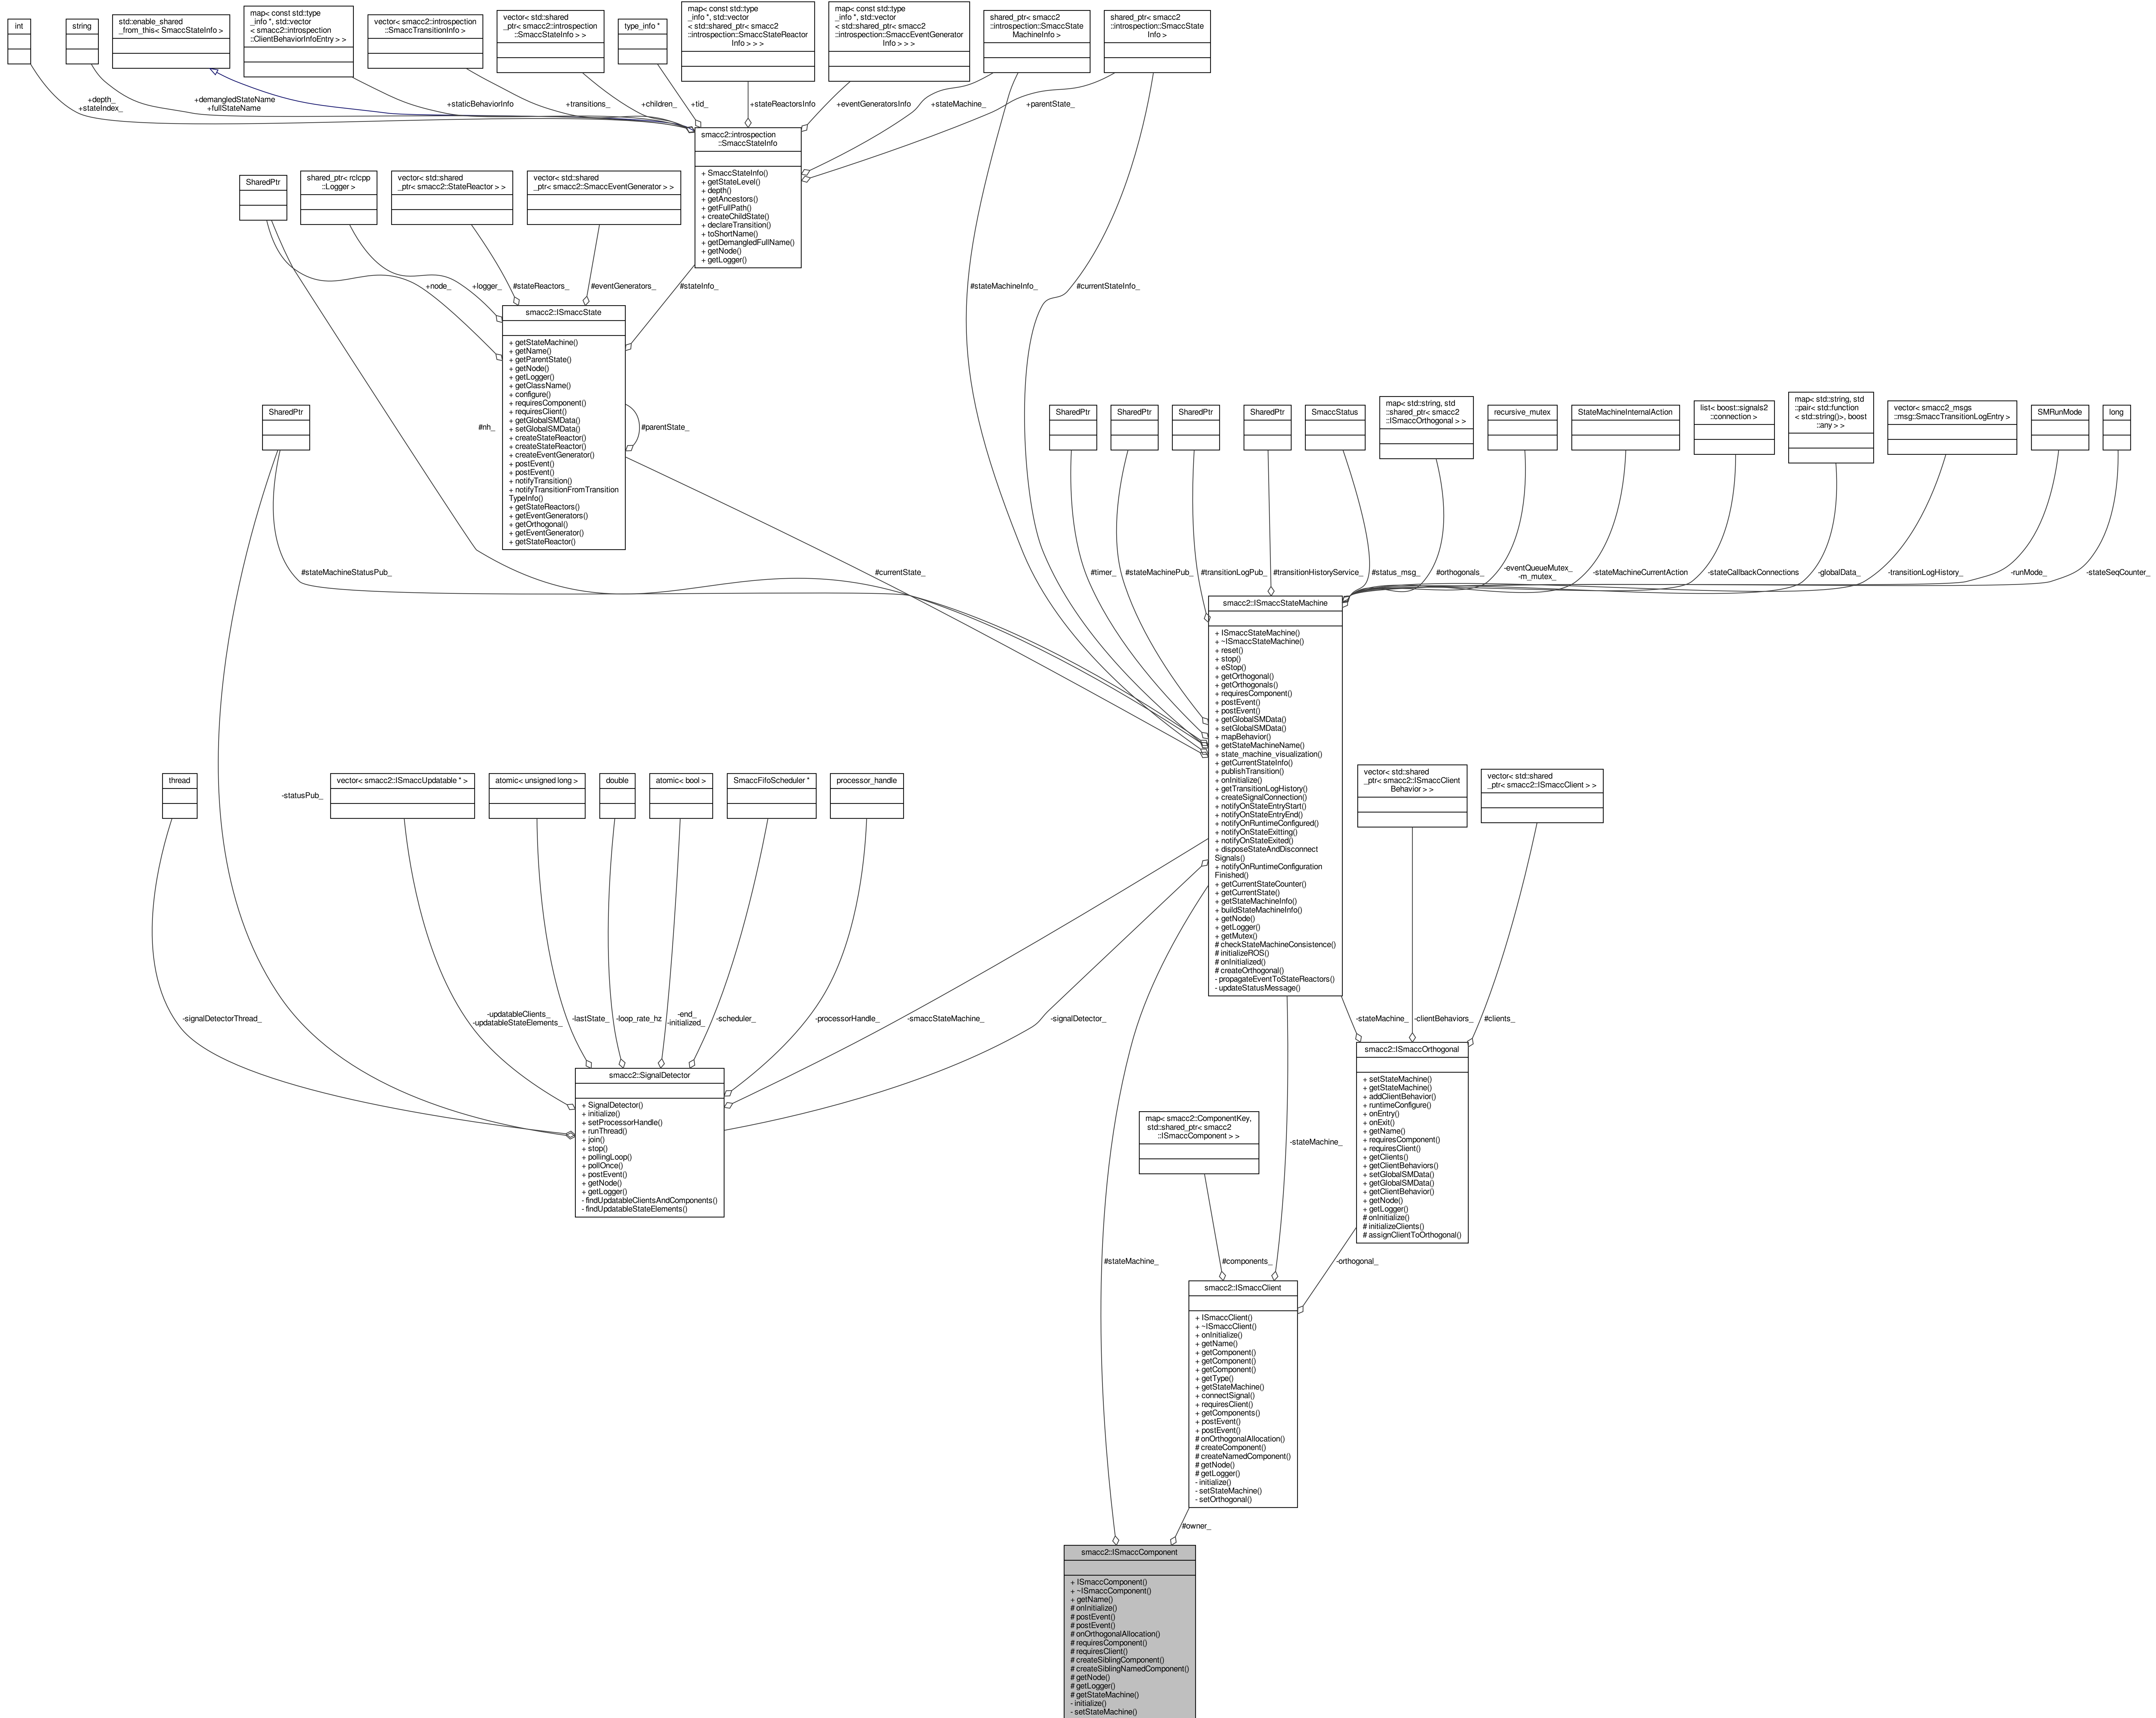 int
string
std::enable_shared
_from_this< SmaccStateInfo >
map< const std::type
_info *, std::vector
< smacc2::introspection
::ClientBehaviorInfoEntry > >
vector< smacc2::introspection
::SmaccTransitionInfo >
vector< std::shared
_ptr< smacc2::introspection
::SmaccStateInfo > >
type_info *
map< const std::type
_info *, std::vector
< std::shared_ptr< smacc2
::introspection::SmaccStateReactor
Info > > >
map< const std::type
_info *, std::vector
< std::shared_ptr< smacc2
::introspection::SmaccEventGenerator
Info > > >
shared_ptr< smacc2
::introspection::SmaccState
MachineInfo >
shared_ptr< smacc2
::introspection::SmaccState
Info >
+depth_
+stateIndex_
+demangledStateName
+fullStateName
+staticBehaviorInfo
+transitions_
+children_
+tid_
+stateReactorsInfo
+eventGeneratorsInfo
+stateMachine_
+parentState_
smacc2::introspection
::SmaccStateInfo
+ SmaccStateInfo()
+ getStateLevel()
+ depth()
+ getAncestors()
+ getFullPath()
+ createChildState()
+ declareTransition()
+ toShortName()
+ getDemangledFullName()
+ getNode()
+ getLogger()
SharedPtr
shared_ptr< rclcpp
::Logger >
vector< std::shared
_ptr< smacc2::StateReactor > >
vector< std::shared
_ptr< smacc2::SmaccEventGenerator > >
+node_
+logger_
#stateReactors_
#eventGenerators_
#stateInfo_
#stateMachineInfo_
#currentStateInfo_
smacc2::ISmaccState
+ getStateMachine()
+ getName()
+ getParentState()
+ getNode()
+ getLogger()
+ getClassName()
+ configure()
+ requiresComponent()
+ requiresClient()
+ getGlobalSMData()
+ setGlobalSMData()
+ createStateReactor()
+ createStateReactor()
+ createEventGenerator()
+ postEvent()
+ postEvent()
+ notifyTransition()
+ notifyTransitionFromTransition
TypeInfo()
+ getStateReactors()
+ getEventGenerators()
+ getOrthogonal()
+ getEventGenerator()
+ getStateReactor()
#nh_
#parentState_
SharedPtr
SharedPtr
SharedPtr
SharedPtr
SharedPtr
SmaccStatus
map< std::string, std
::shared_ptr< smacc2
::ISmaccOrthogonal > >
recursive_mutex
StateMachineInternalAction
list< boost::signals2
::connection >
map< std::string, std
::pair< std::function
< std::string()>, boost
::any > >
vector< smacc2_msgs
::msg::SmaccTransitionLogEntry >
SMRunMode
long
#stateMachineStatusPub_
#currentState_
#timer_
#stateMachinePub_
#transitionLogPub_
#transitionHistoryService_
#status_msg_
#orthogonals_
-eventQueueMutex_
-m_mutex_
-stateMachineCurrentAction
-stateCallbackConnections
-globalData_
-transitionLogHistory_
-runMode_
-stateSeqCounter_
smacc2::ISmaccStateMachine
+ ISmaccStateMachine()
+ ~ISmaccStateMachine()
+ reset()
+ stop()
+ eStop()
+ getOrthogonal()
+ getOrthogonals()
+ requiresComponent()
+ postEvent()
+ postEvent()
+ getGlobalSMData()
+ setGlobalSMData()
+ mapBehavior()
+ getStateMachineName()
+ state_machine_visualization()
+ getCurrentStateInfo()
+ publishTransition()
+ onInitialize()
+ getTransitionLogHistory()
+ createSignalConnection()
+ notifyOnStateEntryStart()
+ notifyOnStateEntryEnd()
+ notifyOnRuntimeConfigured()
+ notifyOnStateExitting()
+ notifyOnStateExited()
+ disposeStateAndDisconnect
Signals()
+ notifyOnRuntimeConfiguration
Finished()
+ getCurrentStateCounter()
+ getCurrentState()
+ getStateMachineInfo()
+ buildStateMachineInfo()
+ getNode()
+ getLogger()
+ getMutex()
# checkStateMachineConsistence()
# initializeROS()
# onInitialized()
# createOrthogonal()
- propagateEventToStateReactors()
- updateStatusMessage()
thread
-statusPub_
vector< smacc2::ISmaccUpdatable * >
atomic< unsigned long >
double
atomic< bool >
SmaccFifoScheduler *
processor_handle
vector< std::shared
_ptr< smacc2::ISmaccClient
Behavior > >
vector< std::shared
_ptr< smacc2::ISmaccClient > >
-signalDetectorThread_
-updatableClients_
-updatableStateElements_
-lastState_
-loop_rate_hz
-end_
-initialized_
-scheduler_
-processorHandle_
-smaccStateMachine_
-signalDetector_
-stateMachine_
-clientBehaviors_
#clients_
smacc2::SignalDetector
+ SignalDetector()
+ initialize()
+ setProcessorHandle()
+ runThread()
+ join()
+ stop()
+ pollingLoop()
+ pollOnce()
+ postEvent()
+ getNode()
+ getLogger()
- findUpdatableClientsAndComponents()
- findUpdatableStateElements()
smacc2::ISmaccOrthogonal
+ setStateMachine()
+ getStateMachine()
+ addClientBehavior()
+ runtimeConfigure()
+ onEntry()
+ onExit()
+ getName()
+ requiresComponent()
+ requiresClient()
+ getClients()
+ getClientBehaviors()
+ setGlobalSMData()
+ getGlobalSMData()
+ getClientBehavior()
+ getNode()
+ getLogger()
# onInitialize()
# initializeClients()
# assignClientToOrthogonal()
map< smacc2::ComponentKey,
std::shared_ptr< smacc2
::ISmaccComponent > >
-stateMachine_
#stateMachine_
#components_
-orthogonal_
smacc2::ISmaccClient
+ ISmaccClient()
+ ~ISmaccClient()
+ onInitialize()
+ getName()
+ getComponent()
+ getComponent()
+ getComponent()
+ getType()
+ getStateMachine()
+ connectSignal()
+ requiresClient()
+ getComponents()
+ postEvent()
+ postEvent()
# onOrthogonalAllocation()
# createComponent()
# createNamedComponent()
# getNode()
# getLogger()
- initialize()
- setStateMachine()
- setOrthogonal()
#owner_
smacc2::ISmaccComponent
+ ISmaccComponent()
+ ~ISmaccComponent()
+ getName()
# onInitialize()
# postEvent()
# postEvent()
# onOrthogonalAllocation()
# requiresComponent()
# requiresClient()
# createSiblingComponent()
# createSiblingNamedComponent()
# getNode()
# getLogger()
# getStateMachine()
- initialize()
- setStateMachine()